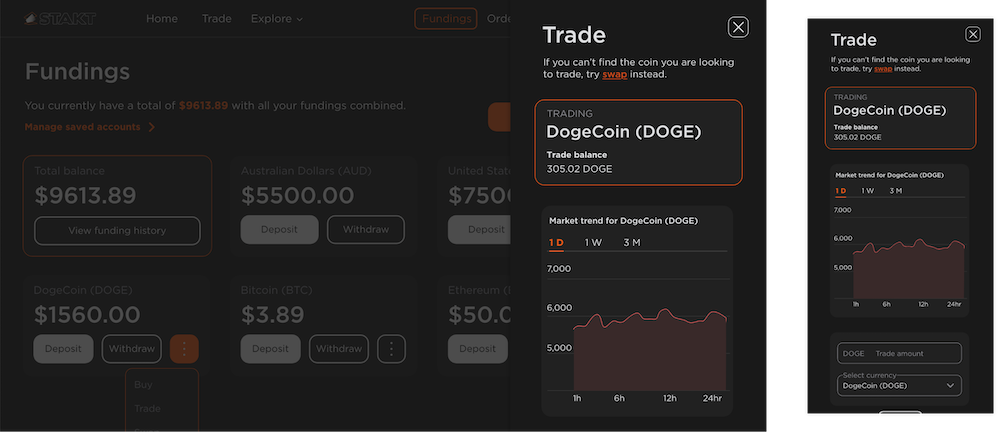 STAKT
Home
Trade
Explore
Fundings
Orde
Fundings
You currently have a total of $9613.89 with all your fundings combined.
Manage saved accounts
Total balance
$9613.89
View funding history
Australian Dollars (AUD)
$5500.00
Deposit
Withdraw
United State
$750
Deposit
DogeCoin (DOGE)
$1560.00
Deposit
Withdraw
Bitcoin (BTC)
$3.89
Deposit
Withdraw
Ethereum (
$50.0
Deposit
Buy
Trade
Trade
If you can't find the coin you are looking
to trade, try swap instead.
TRADING
DogeCoin (DOGE)
Trade balance
305.02 DOGE
Market trend for DogeCoin (DOGE)
1 D
1 W
3 M
7,000
6,000
5,000
1h
6h
12h
24hr
Trade
If you can't find the coin you are looking
to trade, try swap instead.
TRADING
DogeCoin (DOGE)
Trade balance
305.02 DOGE
Market trend for DogeCoin (DOGE)
1 D
1 W
3 M
7,000
6,000
5,000
1h
6h
12h
24hr
DOGE
Trade amount
Select currency
DogeCoin (DOGE)